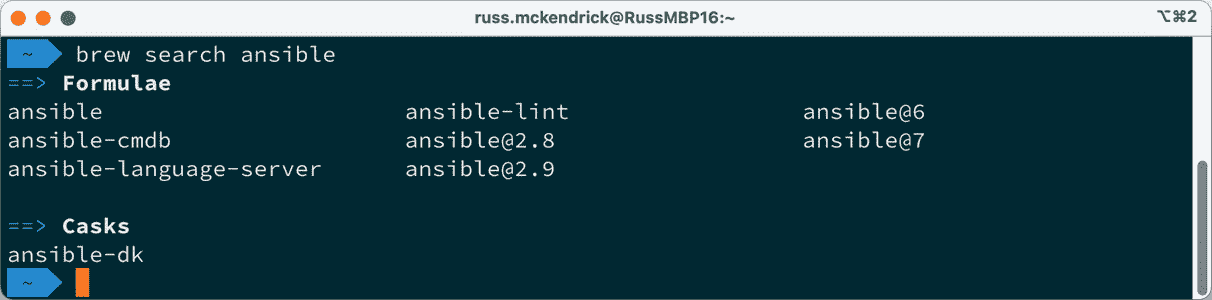 russ.mckendrick@RussMBP16:~ ⌥⌘2
~ brew search ansible
==> Formulae
ansible ansible-lint ansible@6
ansible-cmdb ansible@2.8 ansible@7
ansible-language-server ansible@2.9
==> Casks
ansible-dk
~